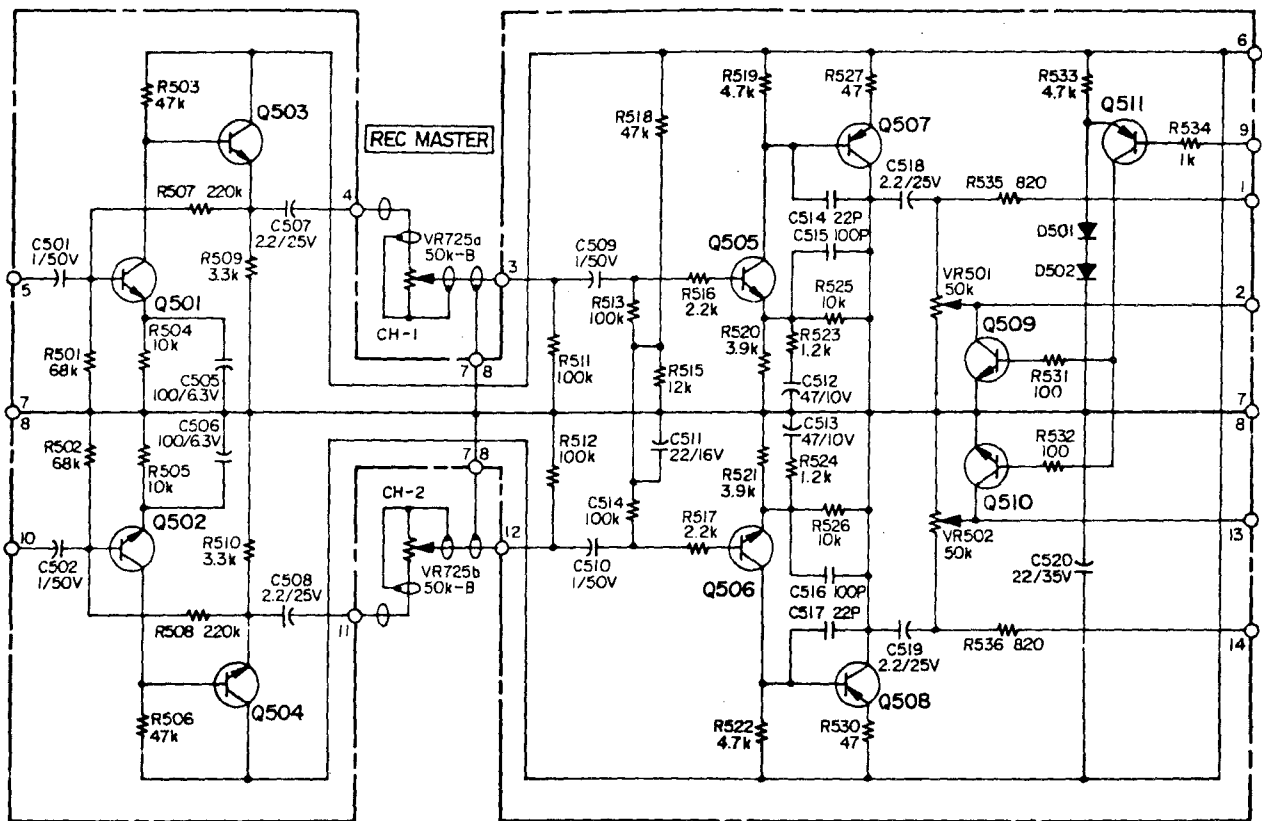 R503
47k
Q503
REC MASTER
R507 220k
4
C507
2.2/25V
C501
1/50V
5
Q501
R509
3.3k
VR725a
50k-B
3
CH-1
R504
10k
R501
68k
C505
100/6.3V
7
8
7
8
C506
100/6.3V
R502
68k
R505
10k
7
8
CH-2
Q502
10
C502
1/50V
R510
3.3k
C508
2.2/25V
R508 220k
11
VR725b
50k-B
12
R506
47k
Q504
R519
4.7k
R527
47
R533
4.7k
6
R518
47k
Q507
Q511
R534
1k
9
C518
2.2/25V
R535 820
1
C514 22P
C515 100P
D501
D502
C509
1/50V
Q505
R513
100k
R516
2.2k
R525
10k
VR501
50k
2
R520
3.9k
R523
1.2k
Q509
R511
100k
R515
12k
C512
47/10V
R531
100
7
8
C513
47/10V
R512
100k
C511
22/16V
R521
3.9k
R524
1.2k
R532
100
C514
100k
R517
2.2k
Q510
R526
10k
13
C510
1/50V
Q506
VR502
50k
C520
22/35V
C516 100P
C517 22P
C519
2.2/25V
R536 820
14
Q508
R522
4.7k
R530
47